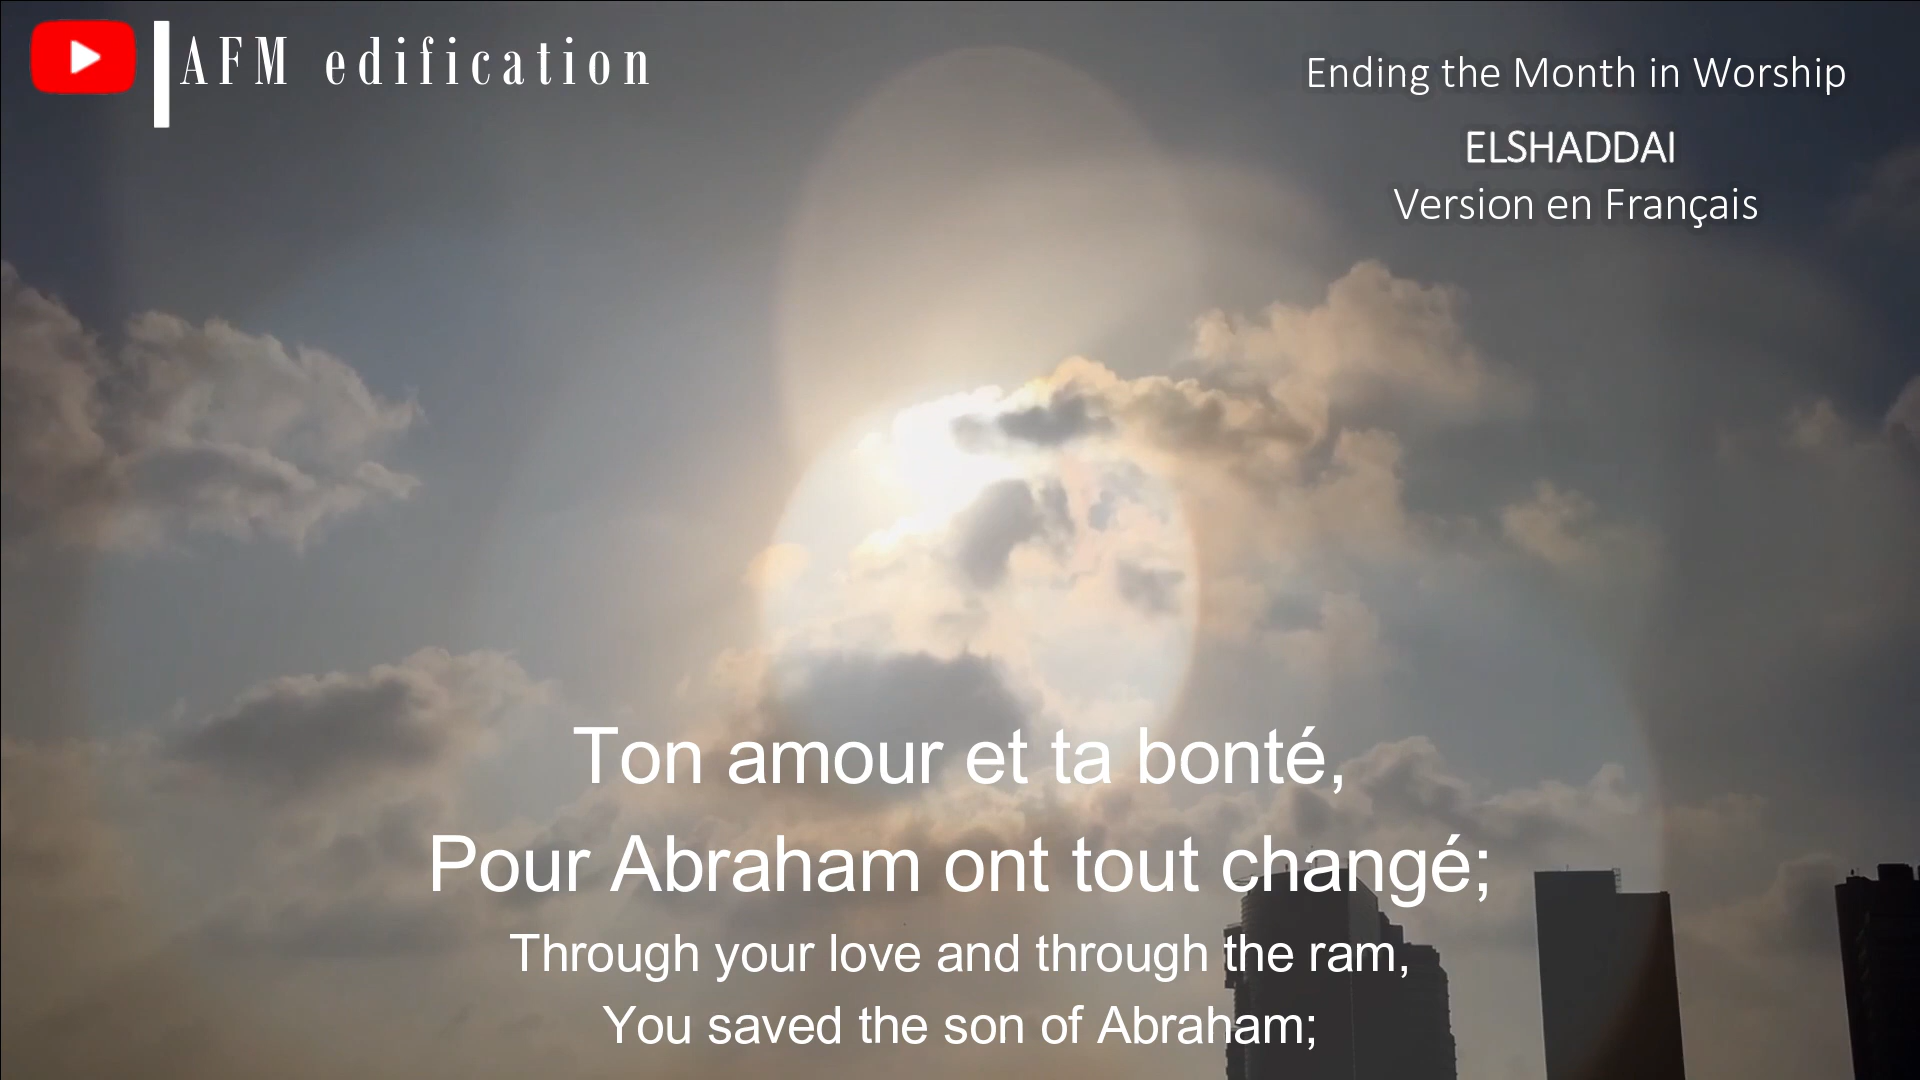 AFM edification
Ending the Month in Worship
ELSHADDAI
Version en Français
Ton amour et ta bonté,
Pour Abraham ont tout changé;
Through your love and through the ram,
You saved the son of Abraham;